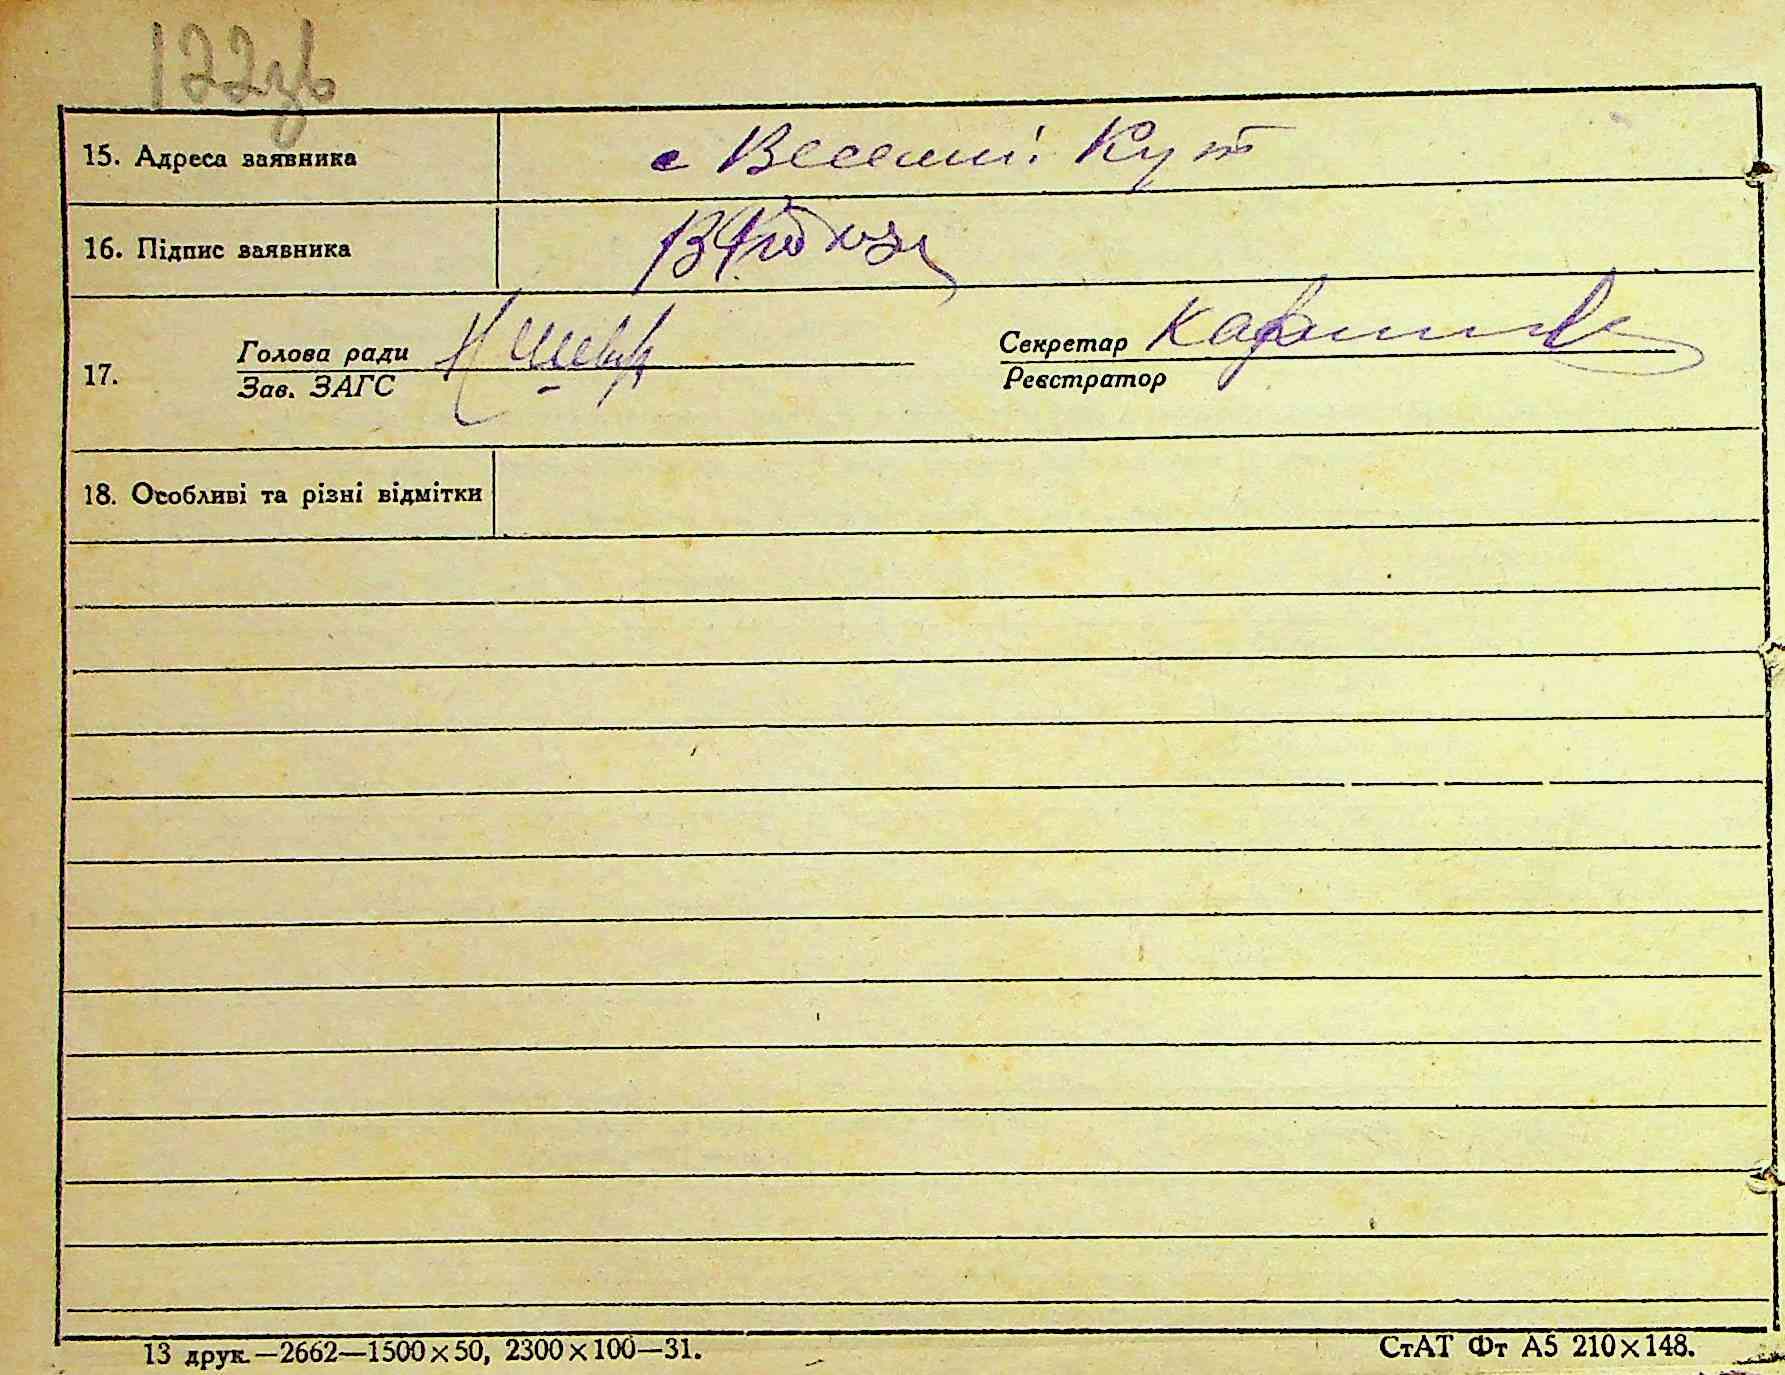 122зв
15. Адреса заявника с Веселий Кут
16. Підпис заявника
17. Голова ради
Зав. ЗАГС
Секретар
Реєстратор
18. Особливі та різні відмітки
13 друк.—2662—1500×50, 2300×100—31.
СтАТ Фт А5 210×148.